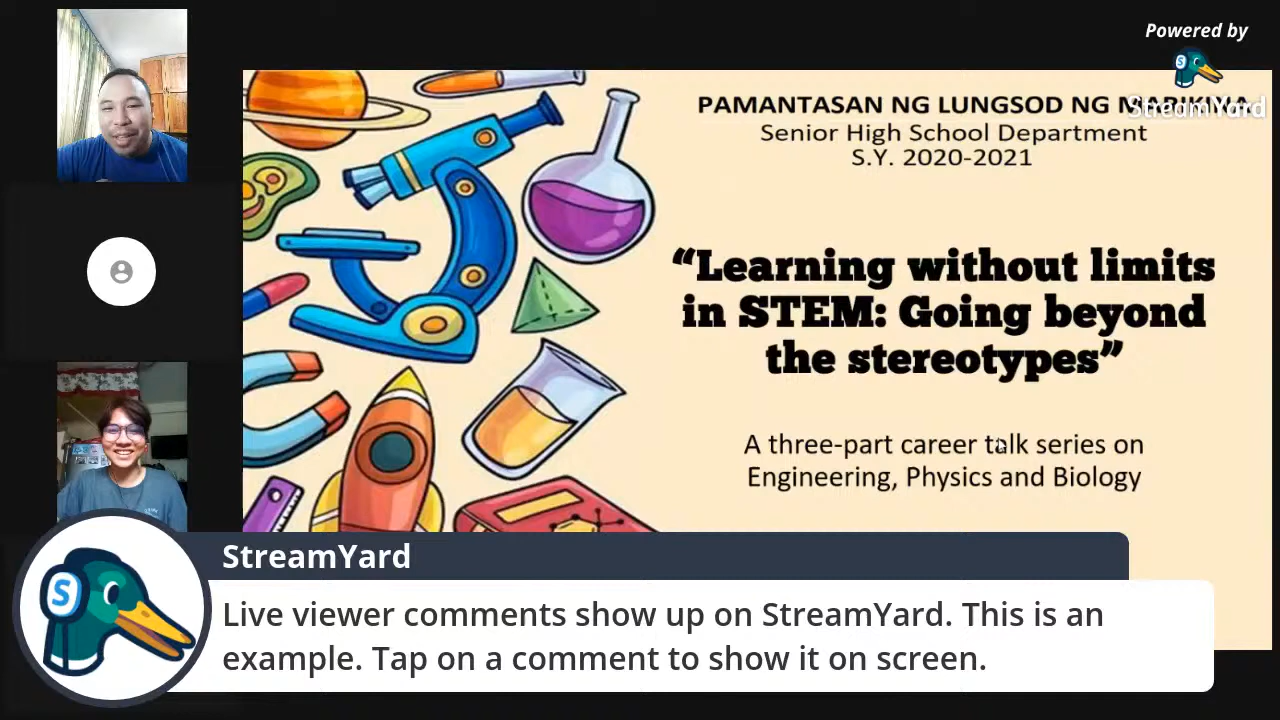 Powered by
StreamYard
PAMANTASAN NG LUNGSOD NG MARIKINA
Senior High School Department
S.Y. 2020-2021
“Learning without limits
in STEM: Going beyond
the stereotypes”
A three-part career talk series on
Engineering, Physics and Biology
StreamYard
Live viewer comments show up on StreamYard. This is an
example. Tap on a comment to show it on screen.